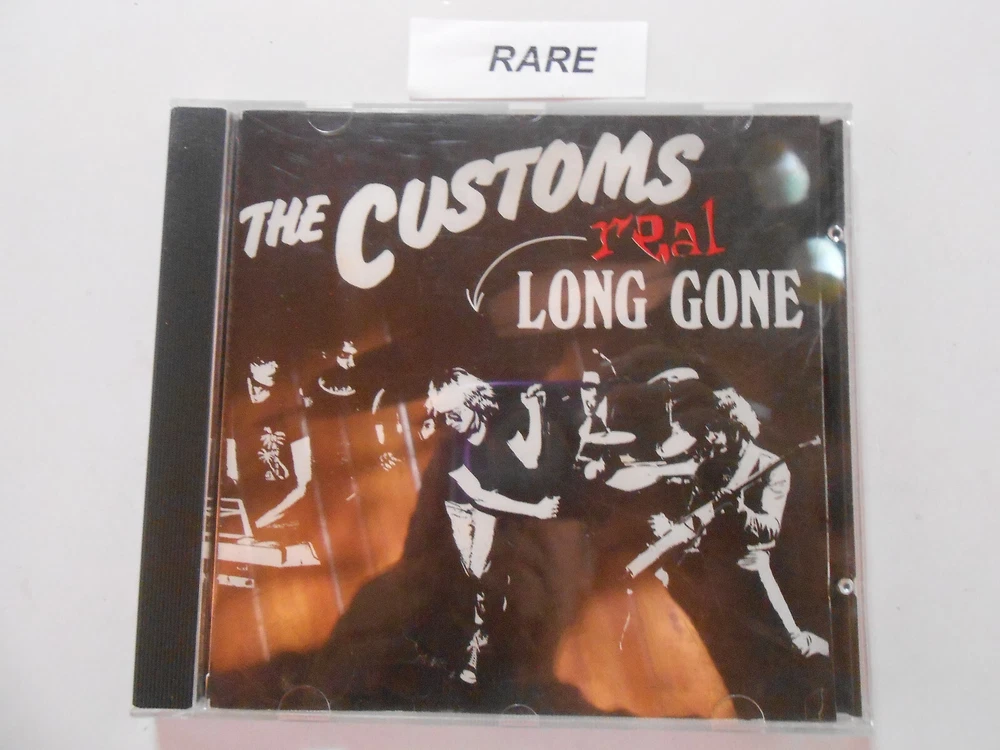 RARE
THE CUSTOMS
real
LONG GONE